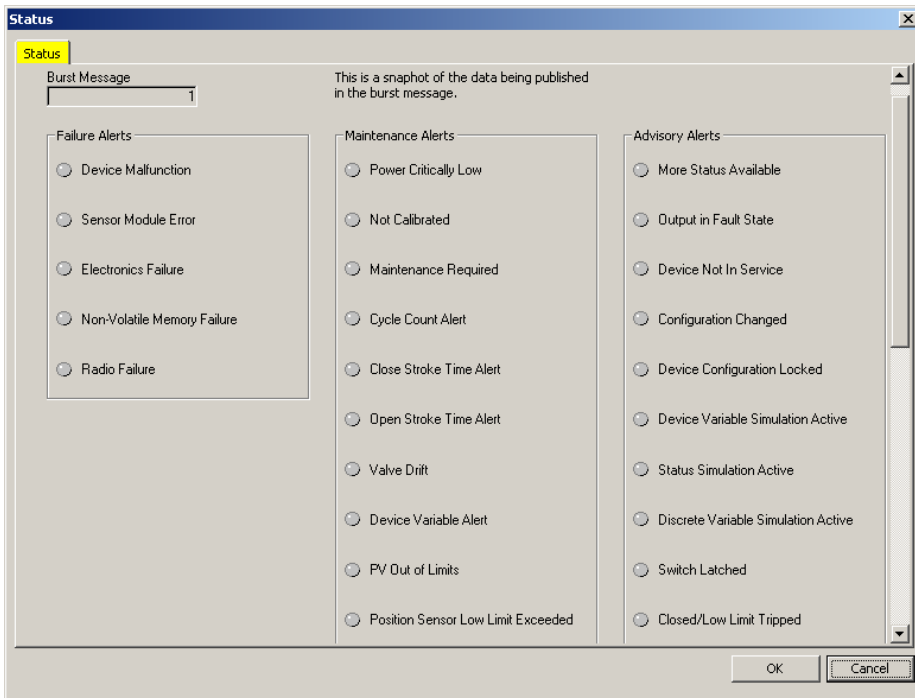 Status
Status
Burst Message
1
This is a snaphot of the data being published
in the burst message.
Failure Alerts
Device Malfunction
Sensor Module Error
Electronics Failure
Non-Volatile Memory Failure
Radio Failure
Maintenance Alerts
Power Critically Low
Not Calibrated
Maintenance Required
Cycle Count Alert
Close Stroke Time Alert
Open Stroke Time Alert
Valve Drift
Device Variable Alert
PV Out of Limits
Position Sensor Low Limit Exceeded
Advisory Alerts
More Status Available
Output in Fault State
Device Not In Service
Configuration Changed
Device Configuration Locked
Device Variable Simulation Active
Status Simulation Active
Discrete Variable Simulation Active
Switch Latched
Closed/Low Limit Tripped
OK
Cancel